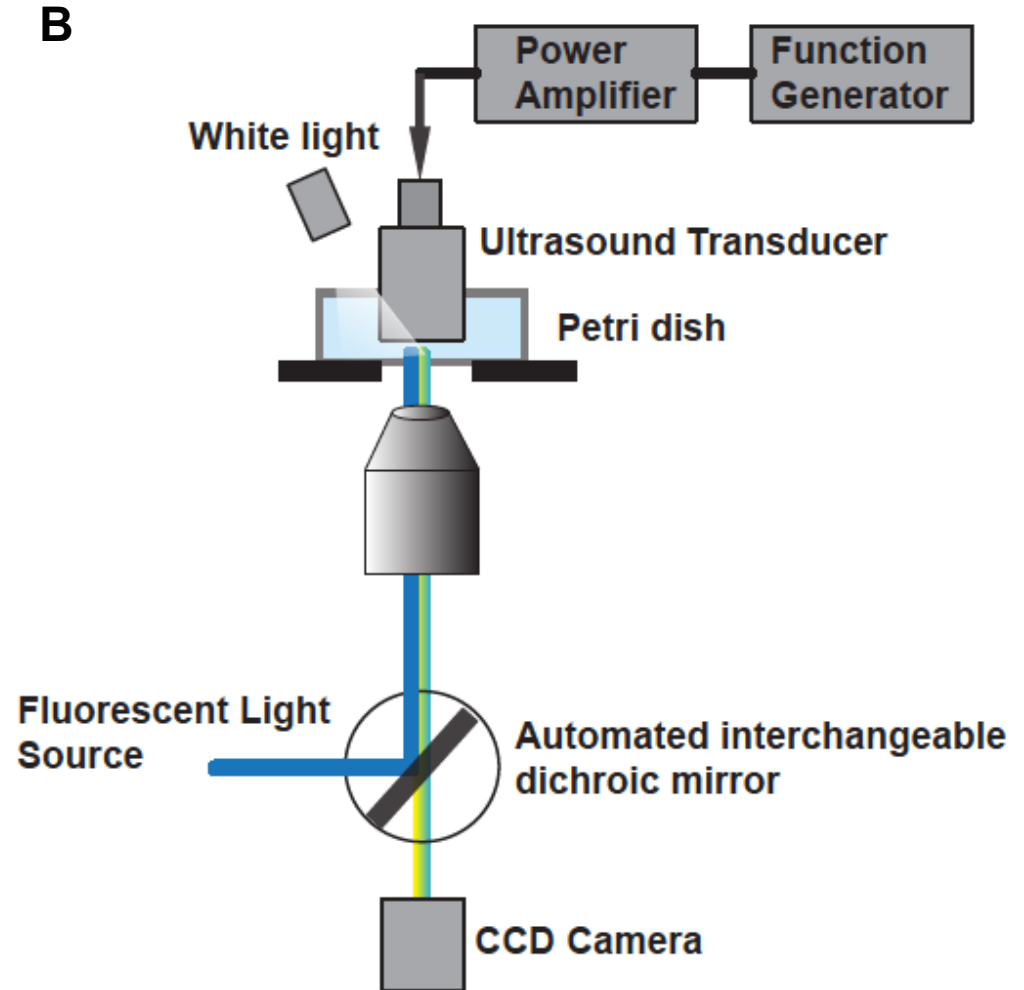 B
Power
Amplifier
Function
Generator
White light
Ultrasound Transducer
Petri dish
Fluorescent Light
Source
Automated interchangeable
dichroic mirror
CCD Camera